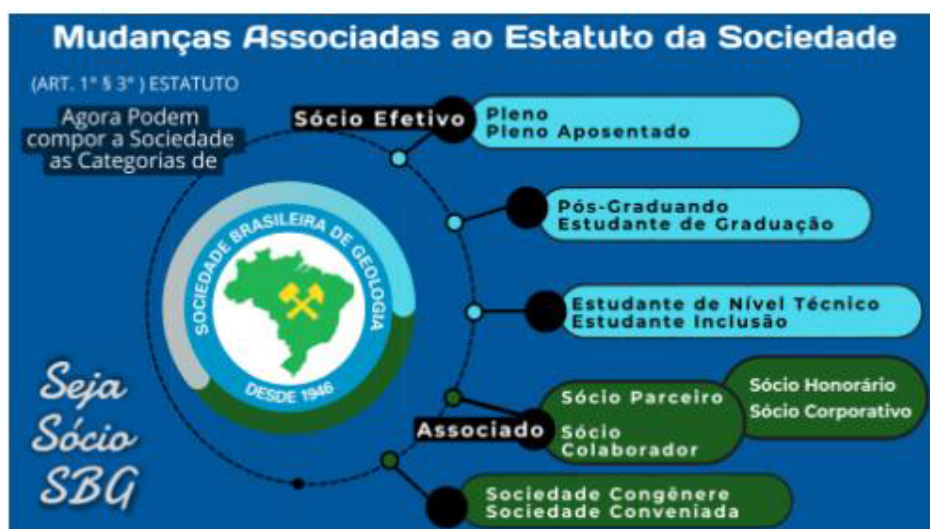 Mudanças Associadas ao Estatuto da Sociedade
(ART. 1º § 3º ) ESTATUTO
Agora Podem
compor a Sociedade
as Categorias de
Sócio Efetivo
Pleno
Pleno Aposentado
Pós-Graduando
Estudante de Graduação
Estudante de Nível Técnico
Estudante Inclusão
SOCIEDADE BRASILEIRA DE GEOLOGIA
DESDE 1946
Associado
Sócio Parceiro
Sócio
Colaborador
Sócio Honorário
Sócio Corporativo
Sociedade Congênere
Sociedade Conveniada
Seja
Sócio
SBG